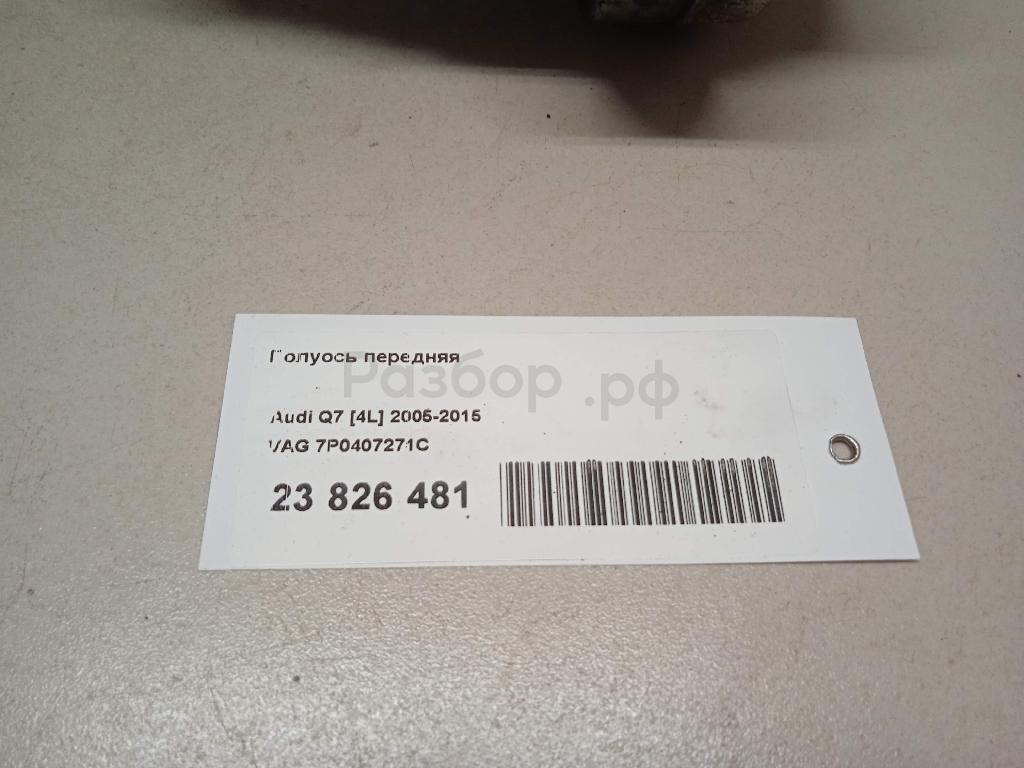 Полуось передняя
Разбор.рф
Audi Q7 [4L] 2005-2015
VAG 7P0407271C
23 826 481